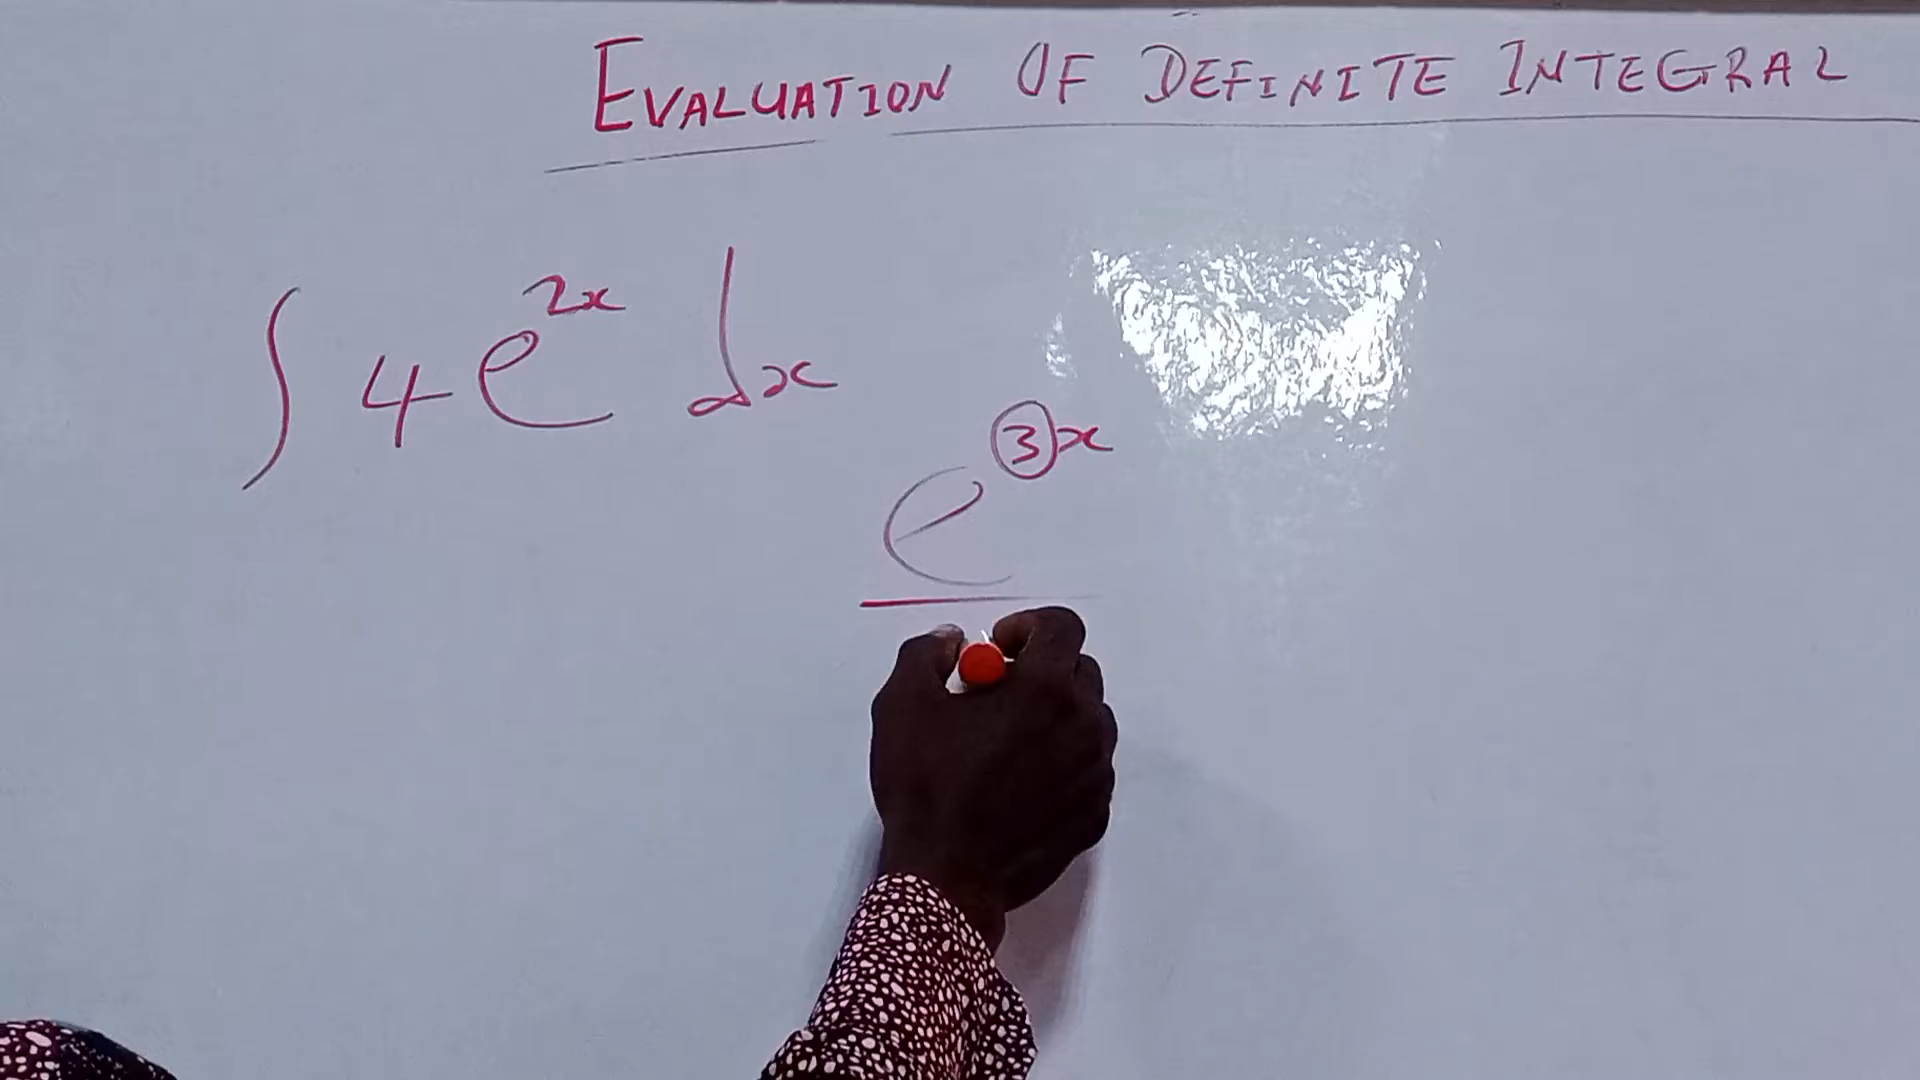 EVALUATION OF DEFINITE INTEGRAL
∫ 4e^{2x} dx
e^{3x}